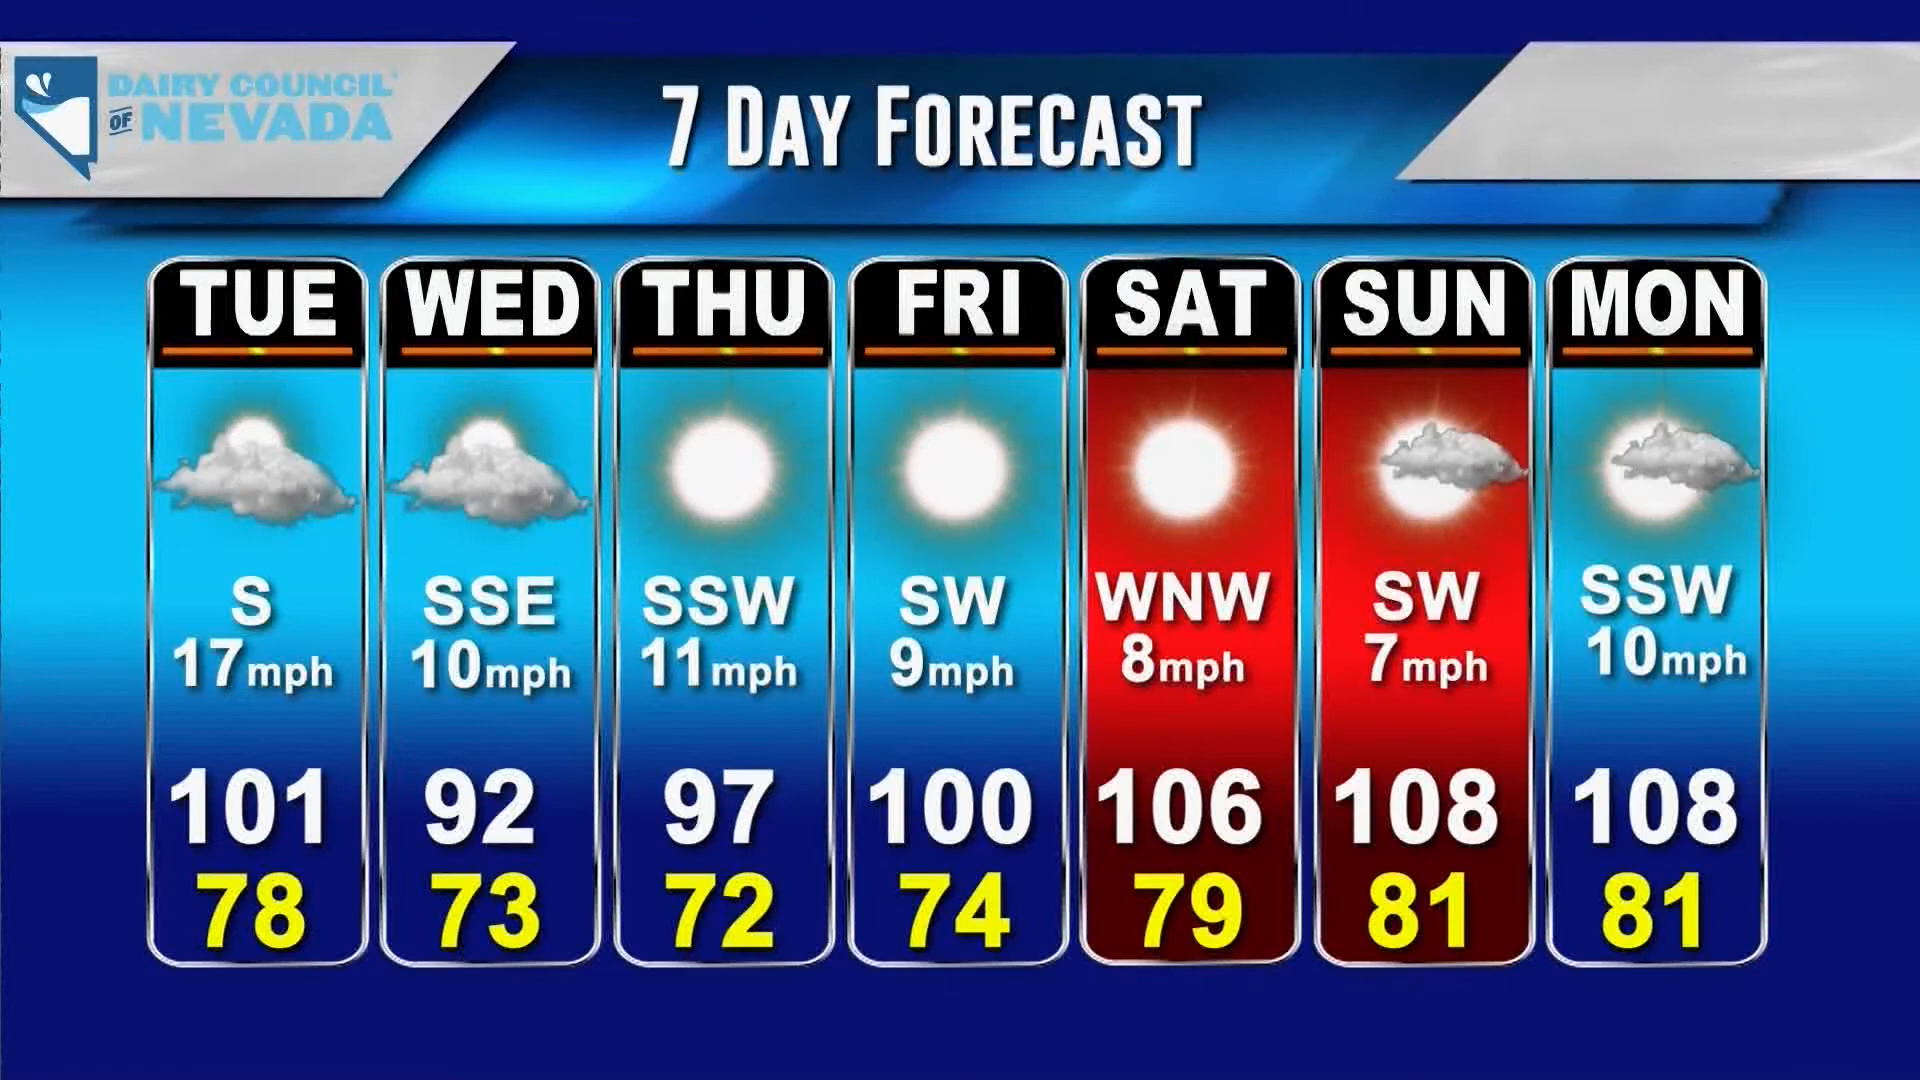 DAIRY COUNCIL
OF NEVADA
7 DAY FORECAST
TUE WED THU FRI SAT SUN MON
S SSE SSW SW WNW SW SSW
17mph 10mph 11mph 9mph 8mph 7mph 10mph
101 92 97 100 106 108 108
78 73 72 74 79 81 81